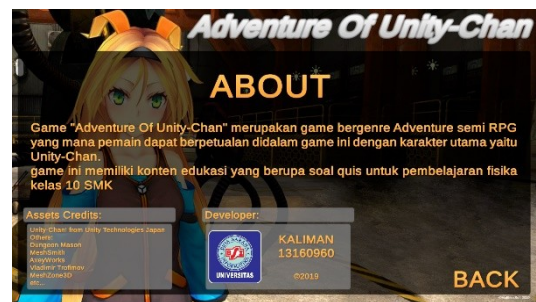 Adventure Of Unity-Chan
ABOUT
Game "Adventure Of Unity-Chan" merupakan game bergenre Adventure semi RPG
yang mana pemain dapat berpetualan didalam game ini dengan karakter utama yaitu
Unity-Chan.
game ini memiliki konten edukasi yang berupa soal quis untuk pembelajaran fisika
kelas 10 SMK
Assets Credits:
Unity Chan! from Unity Technologies Japan
Others:
Dungeon Mason
MeshSmith
AxeyWorks
Vladimir Trofimov
MeshZone3D
etc...
Developer:
UNIVERSITAS
KALIMAN
13160960
©2019
BACK